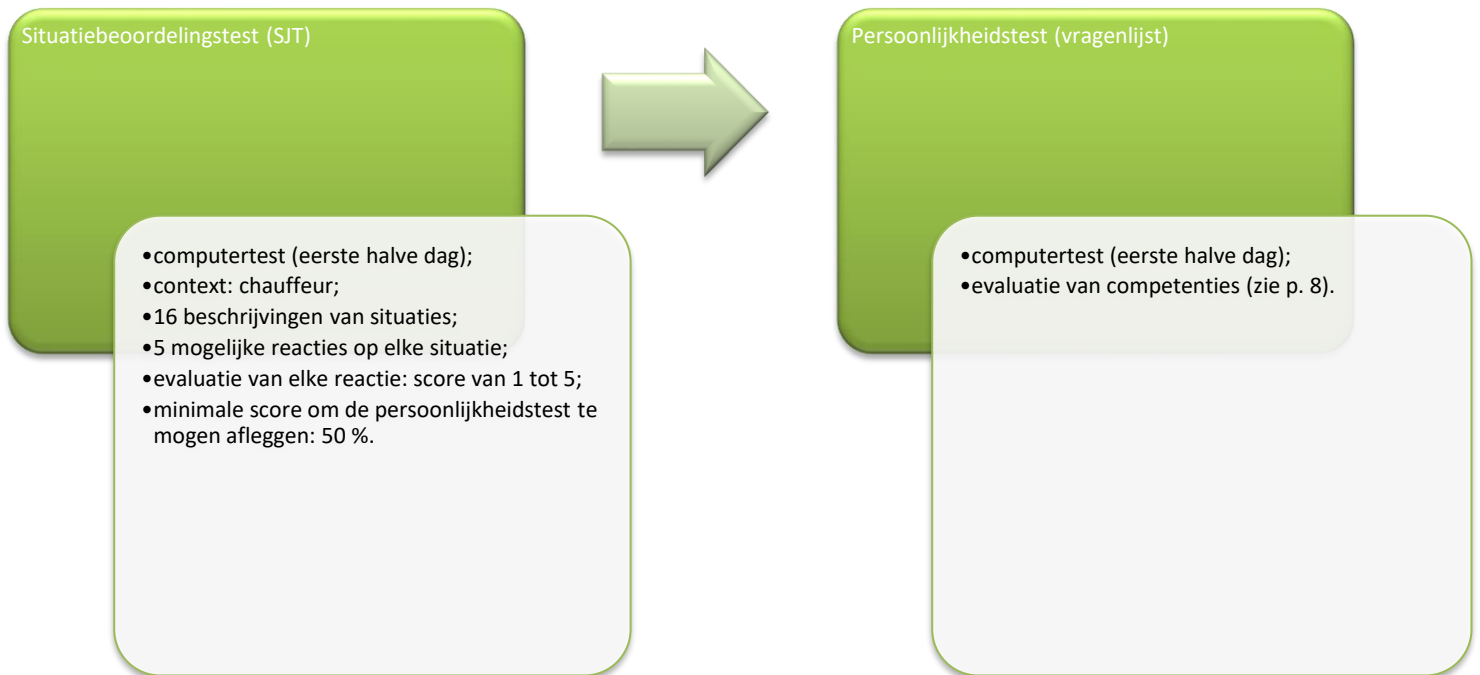 Situatiebeoordelingstest (SJT)
•computertest (eerste halve dag);
•context: chauffeur;
•16 beschrijvingen van situaties;
•5 mogelijke reacties op elke situatie;
•evaluatie van elke reactie: score van 1 tot 5;
•minimale score om de persoonlijkheidstest te
mogen afleggen: 50 %.
Persoonlijkheidstest (vragenlijst)
•computertest (eerste halve dag);
•evaluatie van competenties (zie p. 8).